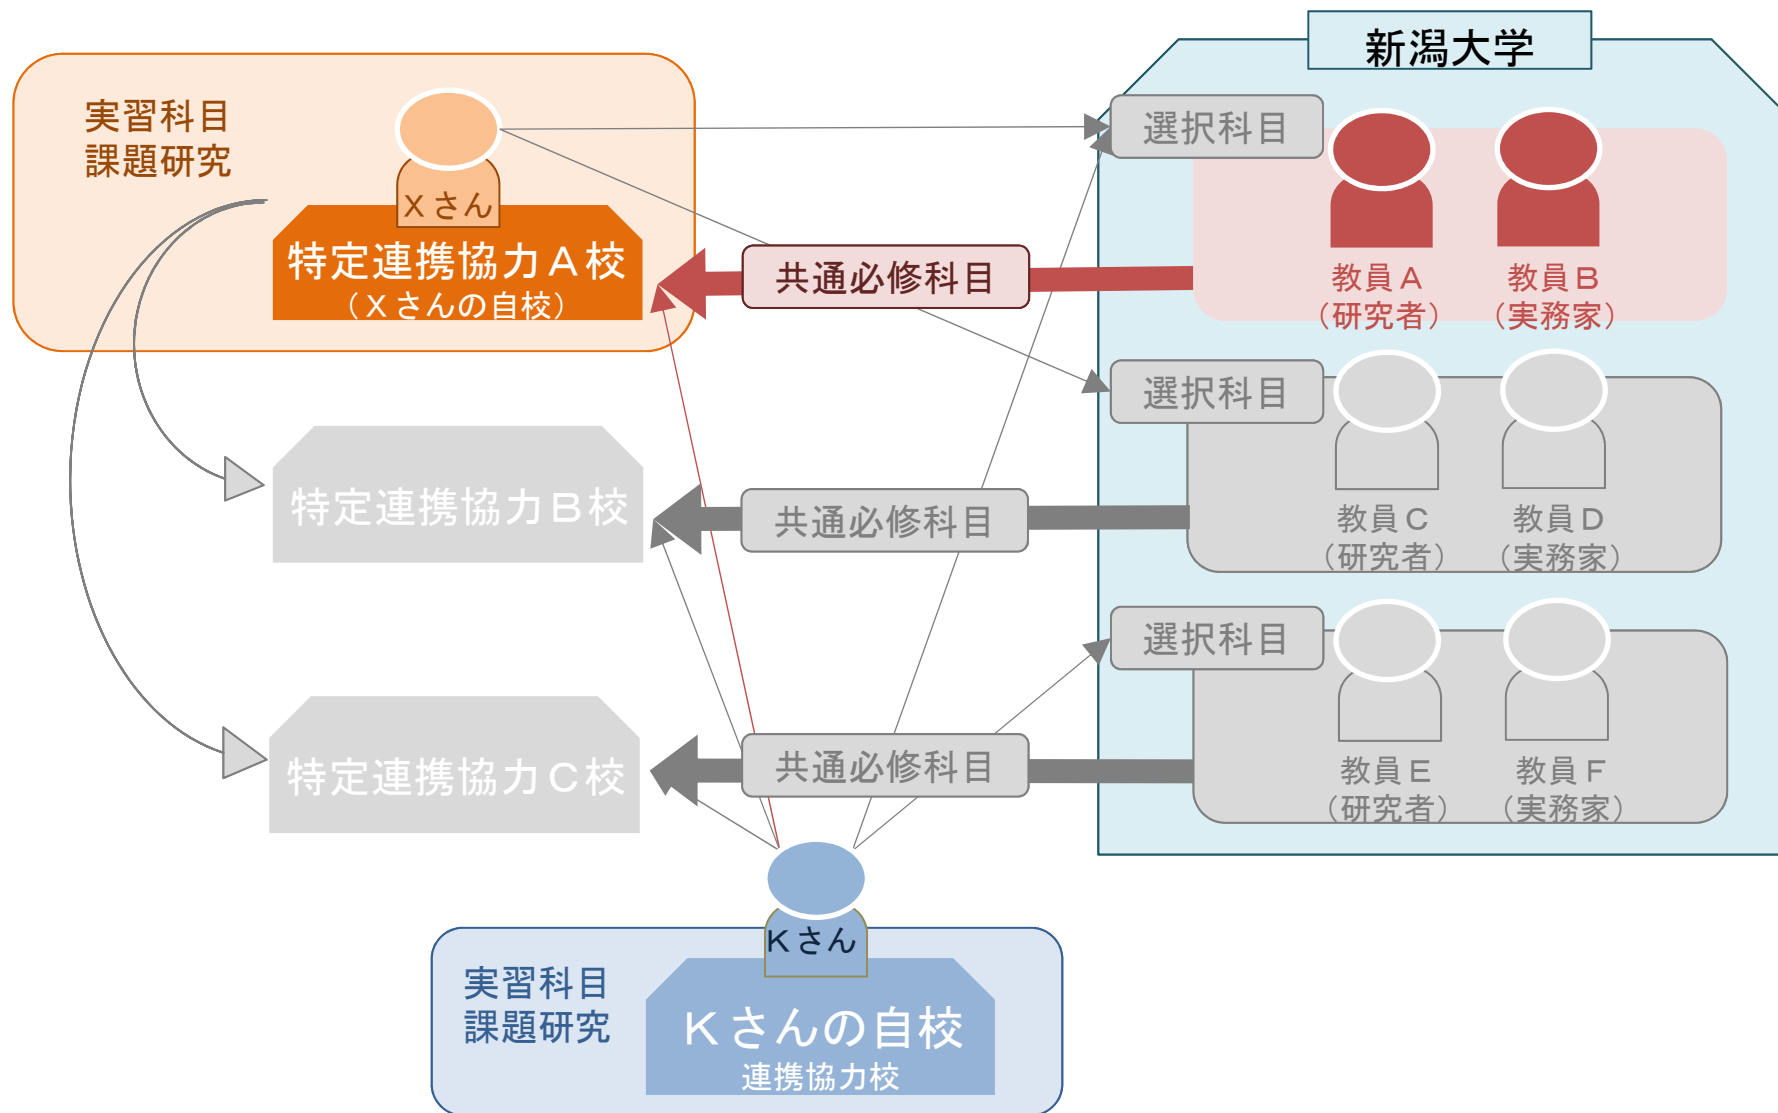 新潟大学
実習科目
課題研究
Xさん
特定連携協力A校
（Xさんの自校）
選択科目
共通必修科目
教員A
（研究者）
教員B
（実務家）
選択科目
特定連携協力B校
共通必修科目
教員C
（研究者）
教員D
（実務家）
選択科目
特定連携協力C校
共通必修科目
教員E
（研究者）
教員F
（実務家）
Kさん
実習科目
課題研究
Kさんの自校
連携協力校